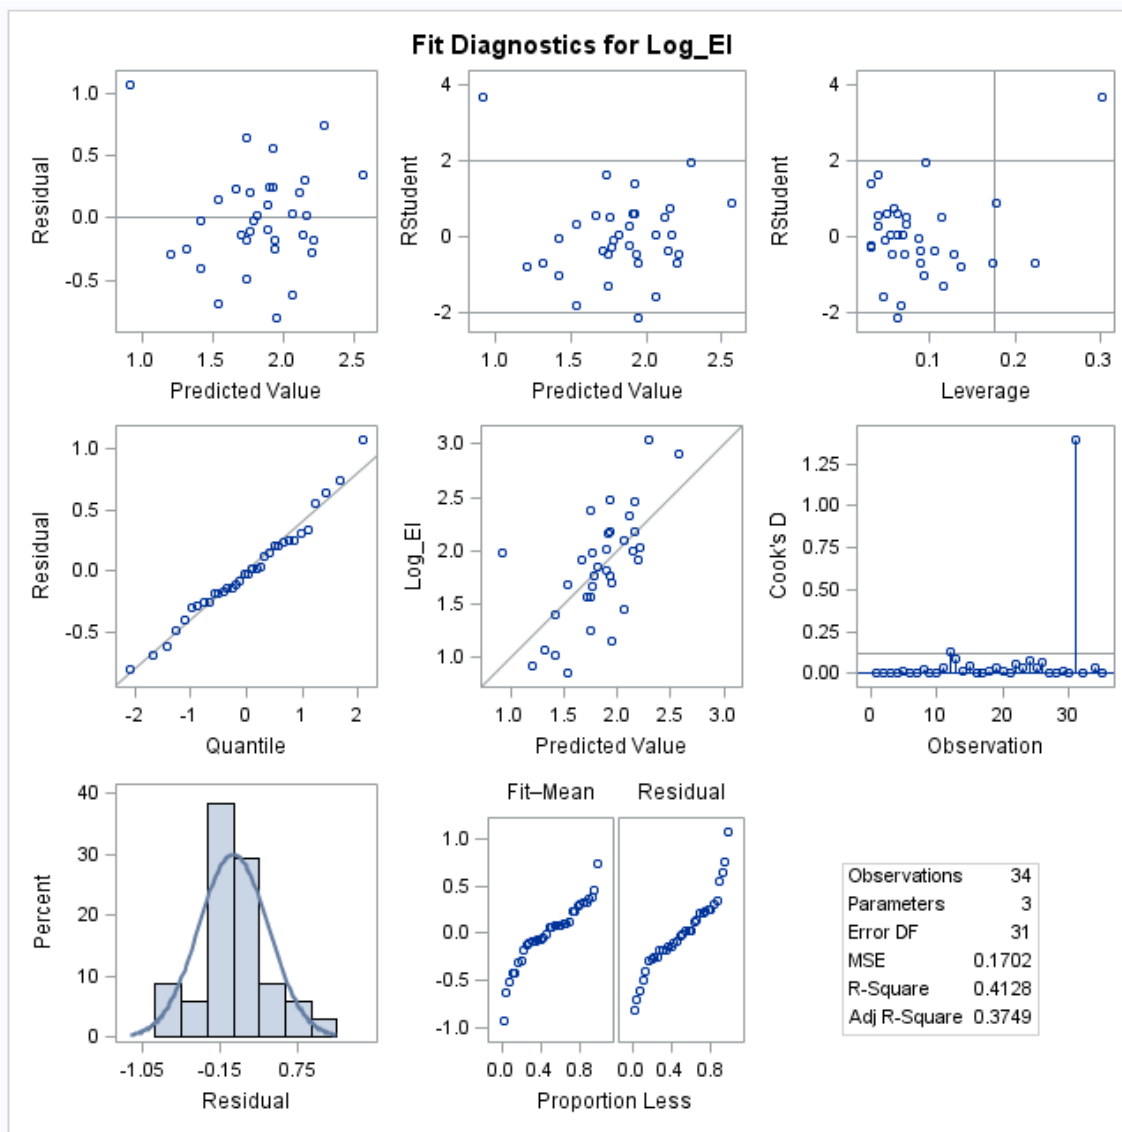 Fit Diagnostics for Log_EI
Residual
1.0
0.5
0.0
-0.5
1.0 1.5 2.0 2.5
Predicted Value
RStudent
4
2
0
-2
1.0 1.5 2.0 2.5
Predicted Value
RStudent
4
2
0
-2
0.1 0.2 0.3
Leverage
Residual
1.0
0.5
0.0
-0.5
-2 -1 0 1 2
Quantile
Log_EI
3.0
2.5
2.0
1.5
1.0
1.0 1.5 2.0 2.5 3.0
Predicted Value
Cook's D
1.25
1.00
0.75
0.50
0.25
0.00
0 10 20 30
Observation
Percent
40
30
20
10
0
-1.05 -0.15 0.75
Residual
Fit–Mean Residual
1.0
0.5
0.0
-0.5
-1.0
0.0 0.4 0.8 0.0 0.4 0.8
Proportion Less
Observations 34
Parameters 3
Error DF 31
MSE 0.1702
R-Square 0.4128
Adj R-Square 0.3749